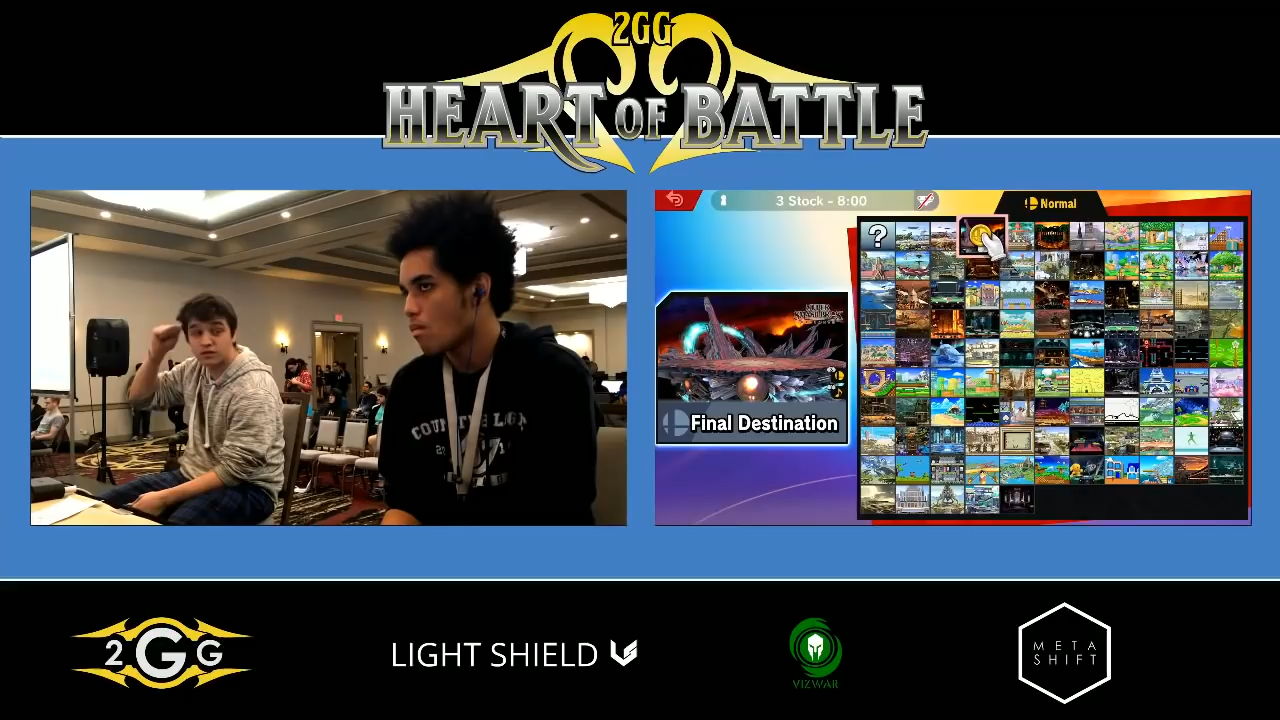 2GG
HEART OF BATTLE
3 Stock - 8:00
Normal
?
Final Destination
2GG
LIGHT SHIELD
VIZWAR
META
SHIFT